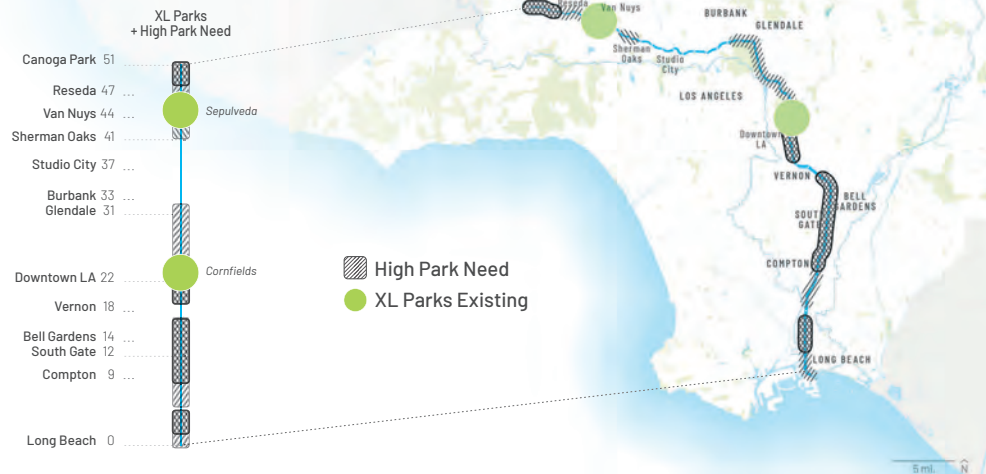 XL Parks
+ High Park Need
Canoga Park 51
Reseda 47 ...
Van Nuys 44 ...
Sherman Oaks 41
Studio City 37 ...
Burbank 33 ...
Glendale 31
Downtown LA 22
Vernon 18 ...
Bell Gardens 14 ...
South Gate 12
Compton 9 ...
Long Beach 0
Sepulveda
Cornfields
High Park Need
XL Parks Existing
Reseda
Van Nuys
BURBANK
GLENDALE
Sherman
Oaks
Studio
City
LOS ANGELES
Downtown
LA
VERNON
BELL
GARDENS
SOUTH
GATE
COMPTON
LONG BEACH
5 mi.
N